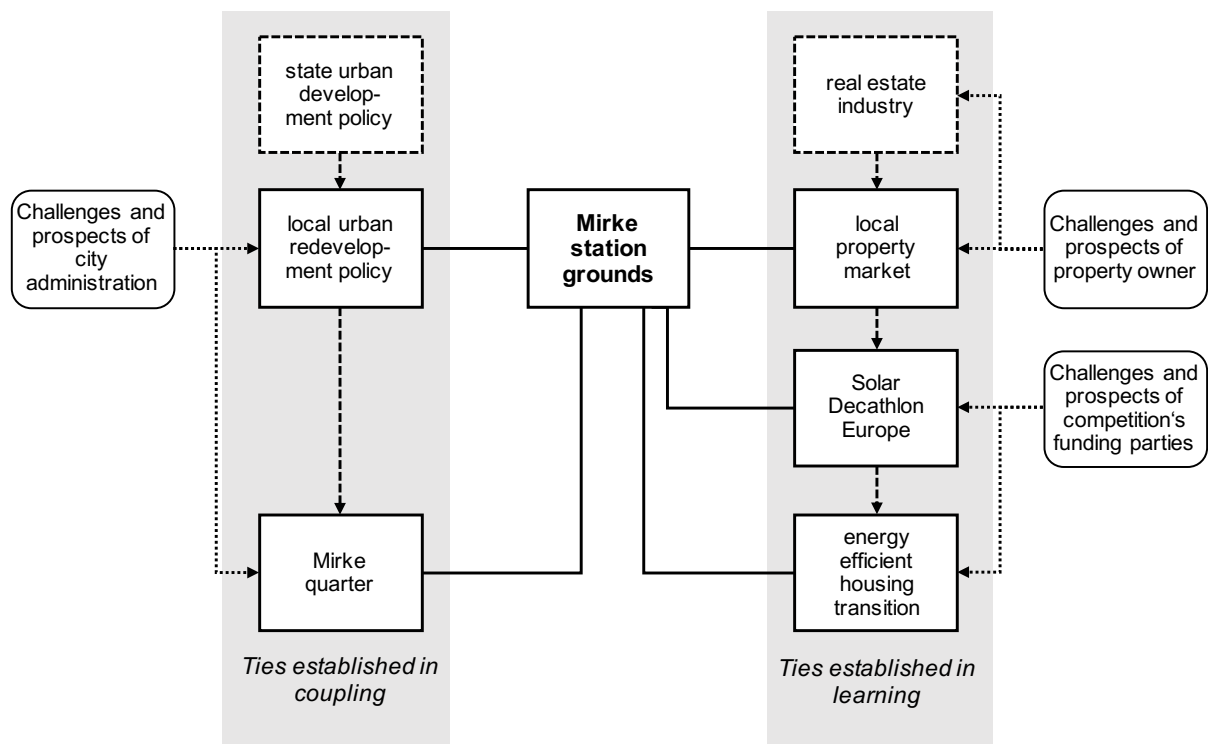 state urban
develop-
ment policy
real estate
industry
Challenges and
prospects of
city
administration
local urban
redevelop-
ment policy
Mirke
station
grounds
local
property
market
Challenges and
prospects of
property owner
Solar
Decathlon
Europe
Challenges and
prospects of
competition‘s
funding parties
Mirke
quarter
energy
efficient
housing
transition
Ties established in
coupling
Ties established in
learning